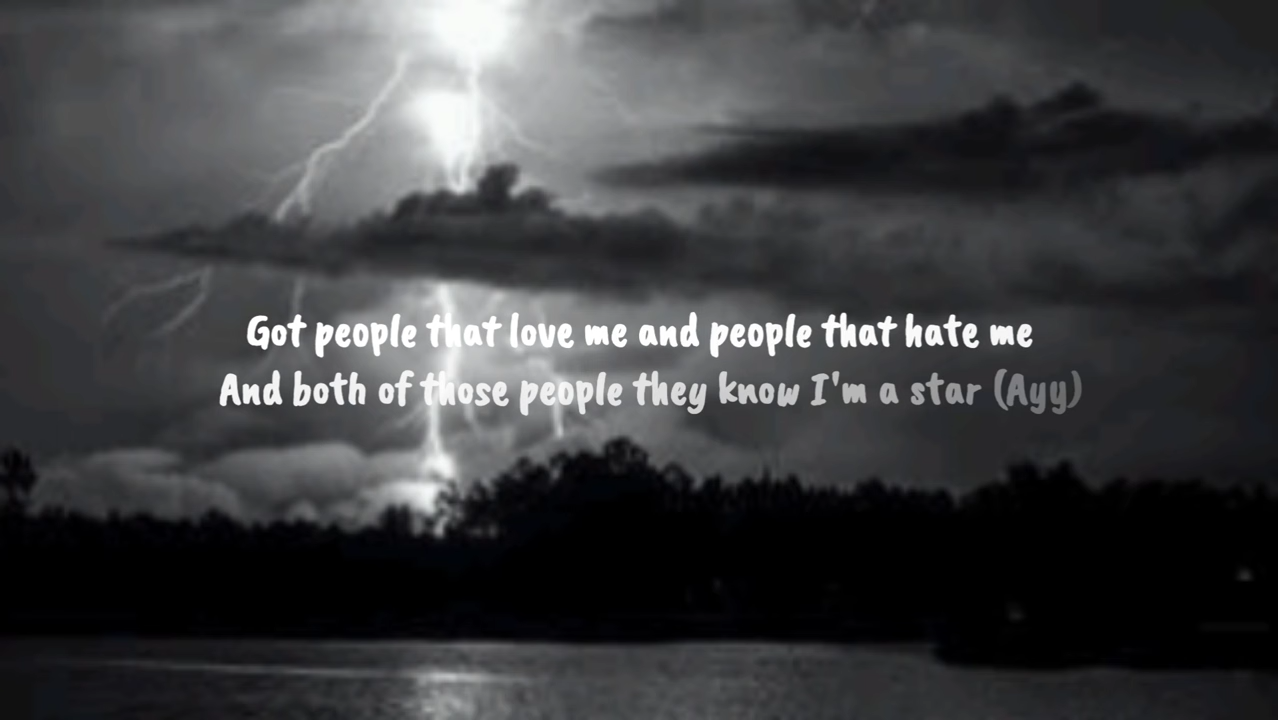 Got people that love me and people that hate me
And both of those people they know I'm a star (Ayy)